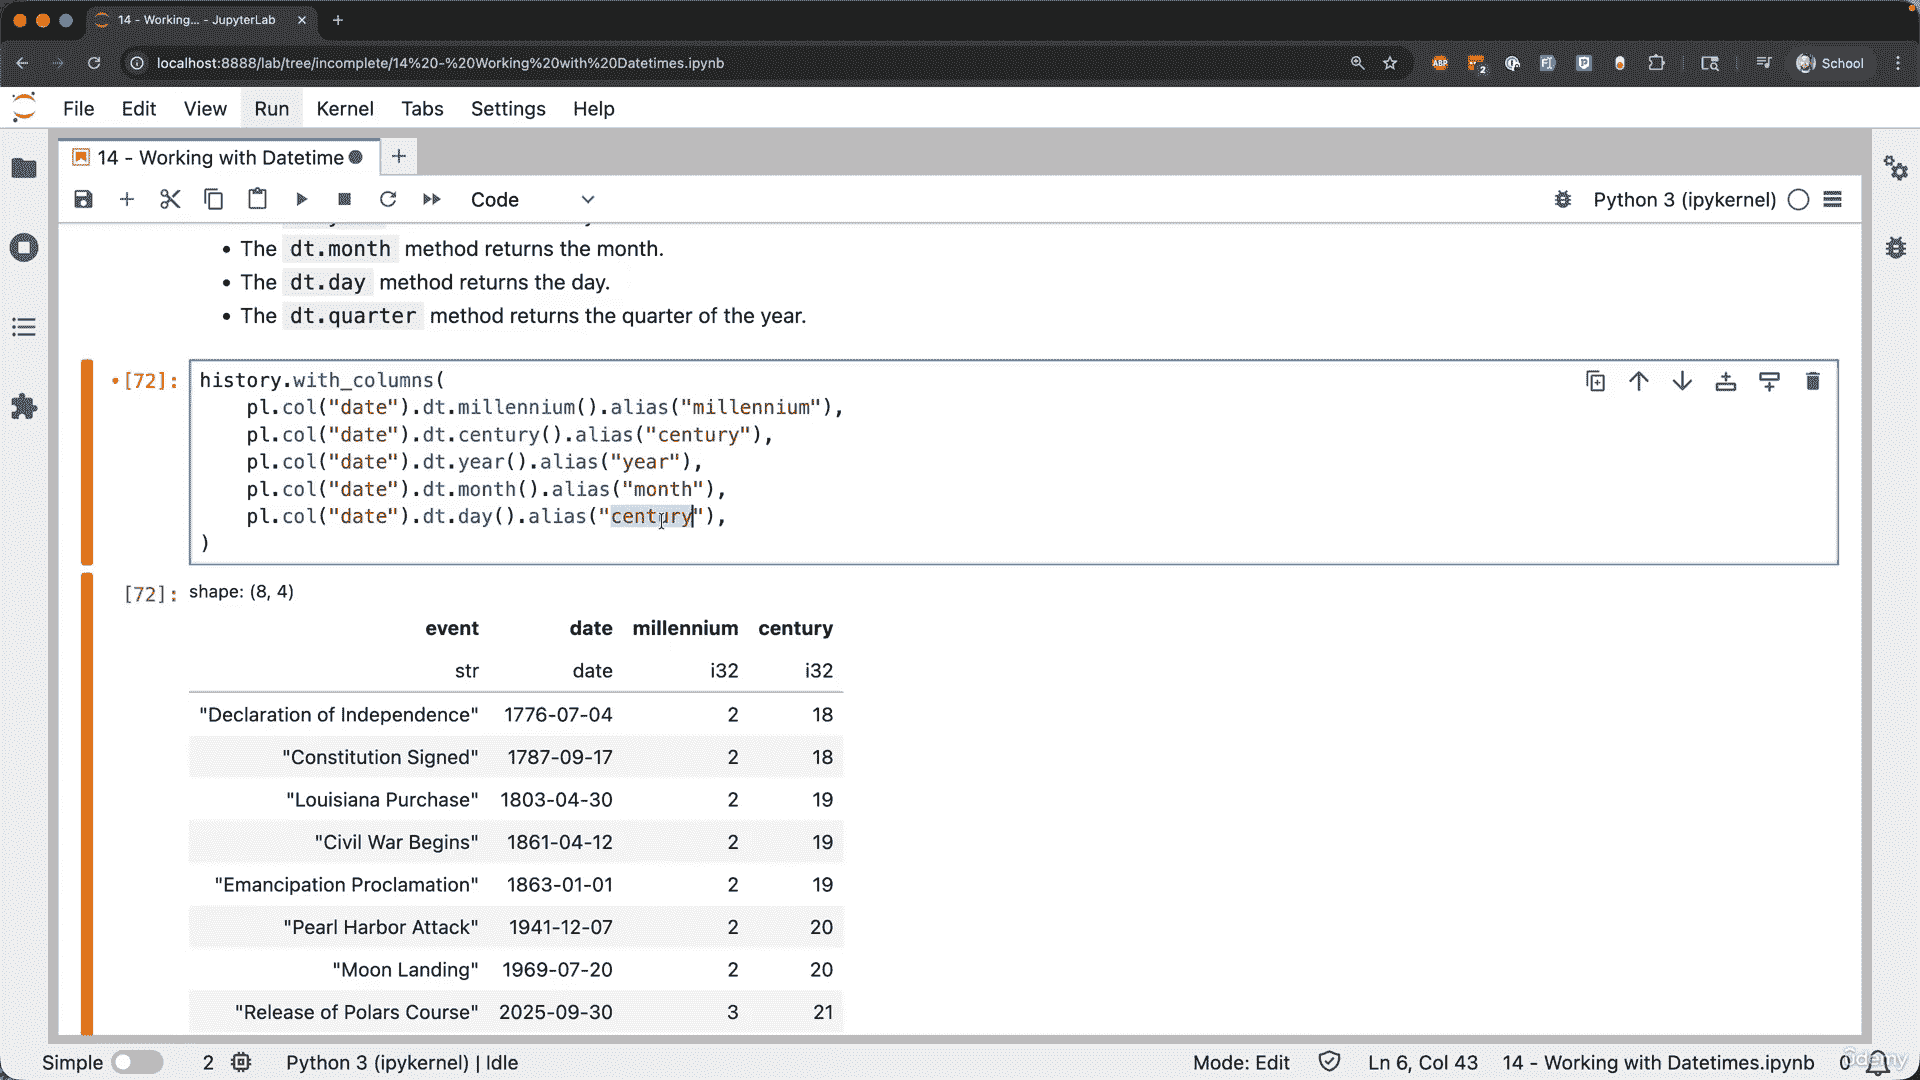 14 - Working... - JupyterLab
localhost:8888/lab/tree/incomplete/14%20-%20Working%20with%20Datetimes.ipynb
ABP
2
School
File Edit View Run Kernel Tabs Settings Help
14 - Working with Datetime
Code
Python 3 (ipykernel)
• The dt.month method returns the month.
• The dt.day method returns the day.
• The dt.quarter method returns the quarter of the year.
[72]: history.with_columns(
pl.col("date").dt.millennium().alias("millennium"),
pl.col("date").dt.century().alias("century"),
pl.col("date").dt.year().alias("year"),
pl.col("date").dt.month().alias("month"),
pl.col("date").dt.day().alias("century"),
)
[72]: shape: (8, 4)
event date millennium century
str date i32 i32
"Declaration of Independence" 1776-07-04 2 18
"Constitution Signed" 1787-09-17 2 18
"Louisiana Purchase" 1803-04-30 2 19
"Civil War Begins" 1861-04-12 2 19
"Emancipation Proclamation" 1863-01-01 2 19
"Pearl Harbor Attack" 1941-12-07 2 20
"Moon Landing" 1969-07-20 2 20
"Release of Polars Course" 2025-09-30 3 21
Simple 2 Python 3 (ipykernel) | Idle Mode: Edit Ln 6, Col 43 14 - Working with Datetimes.ipynb 0